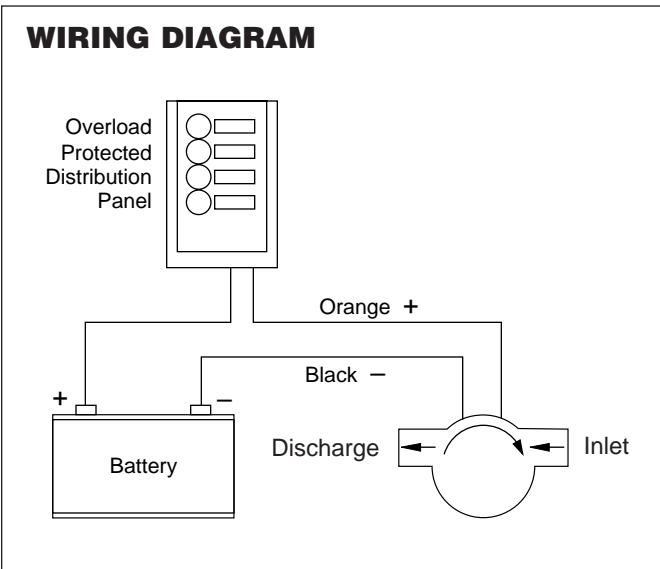 WIRING DIAGRAM
Overload
Protected
Distribution
Panel
Orange +
Black –
+
–
Battery
Discharge
Inlet